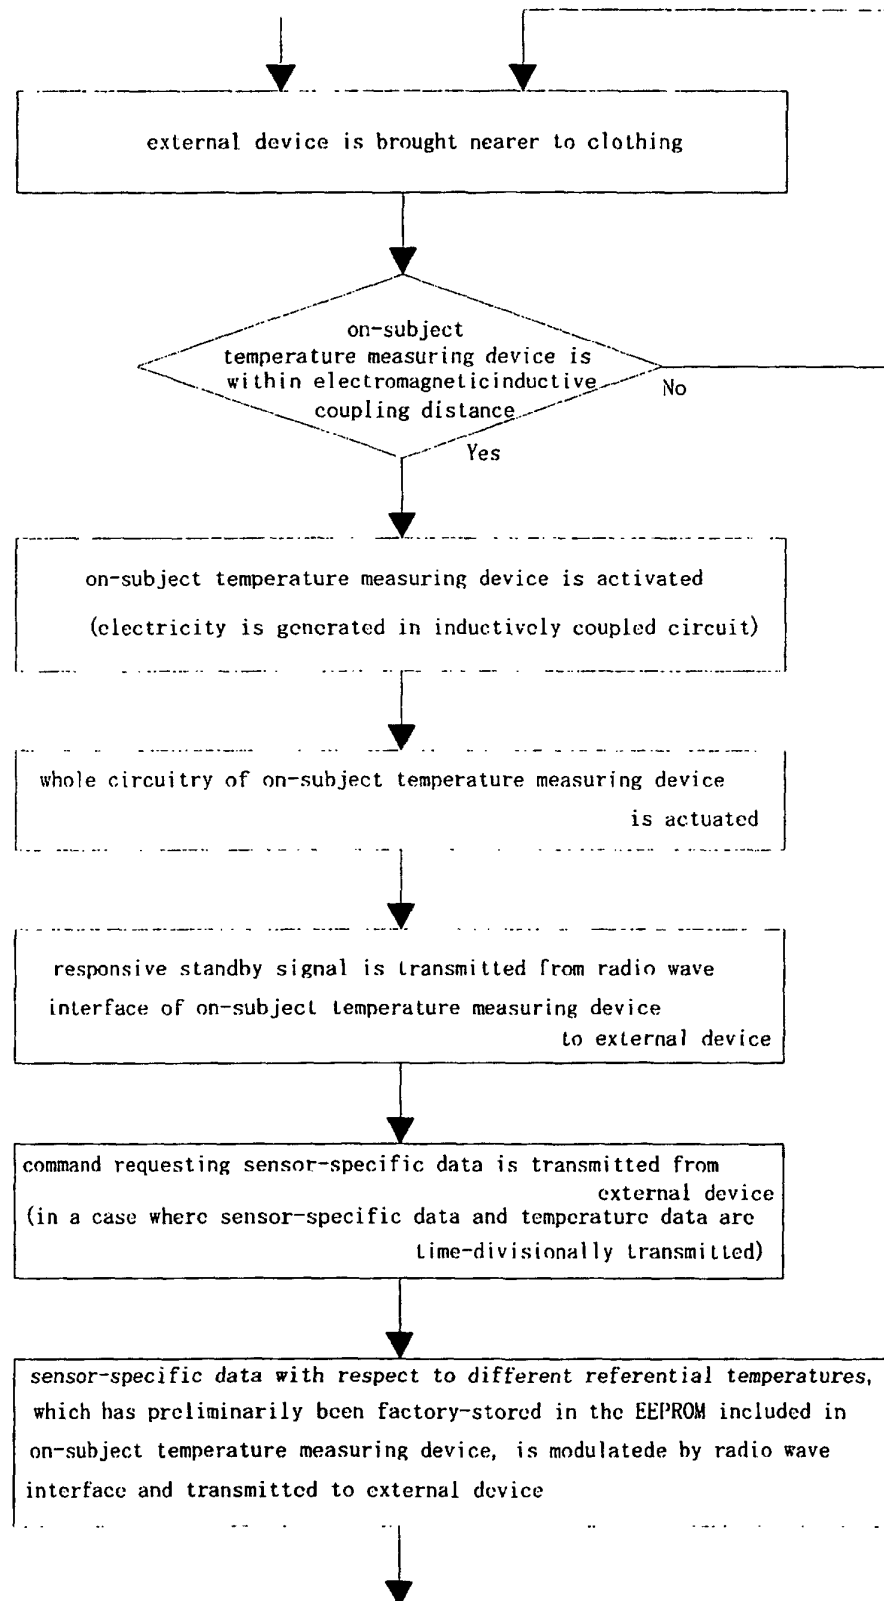 external device is brought nearer to clothing
on-subject
temperature measuring device is
within electromagneticinductive
coupling distance
No
Yes
on-subject temperature measuring device is activated
(electricity is generated in inductively coupled circuit)
whole circuitry of on-subject temperature measuring device
is actuated
responsive standby signal is transmitted from radio wave
interface of on-subject temperature measuring device
to external device
command requesting sensor-specific data is transmitted from
external device
(in a case where sensor-specific data and temperature data are
time-divisionally transmitted)
sensor-specific data with respect to different referential temperatures,
which has preliminarily been factory-stored in the EEPROM included in
on-subject temperature measuring device, is modulatede by radio wave
interface and transmitted to external device